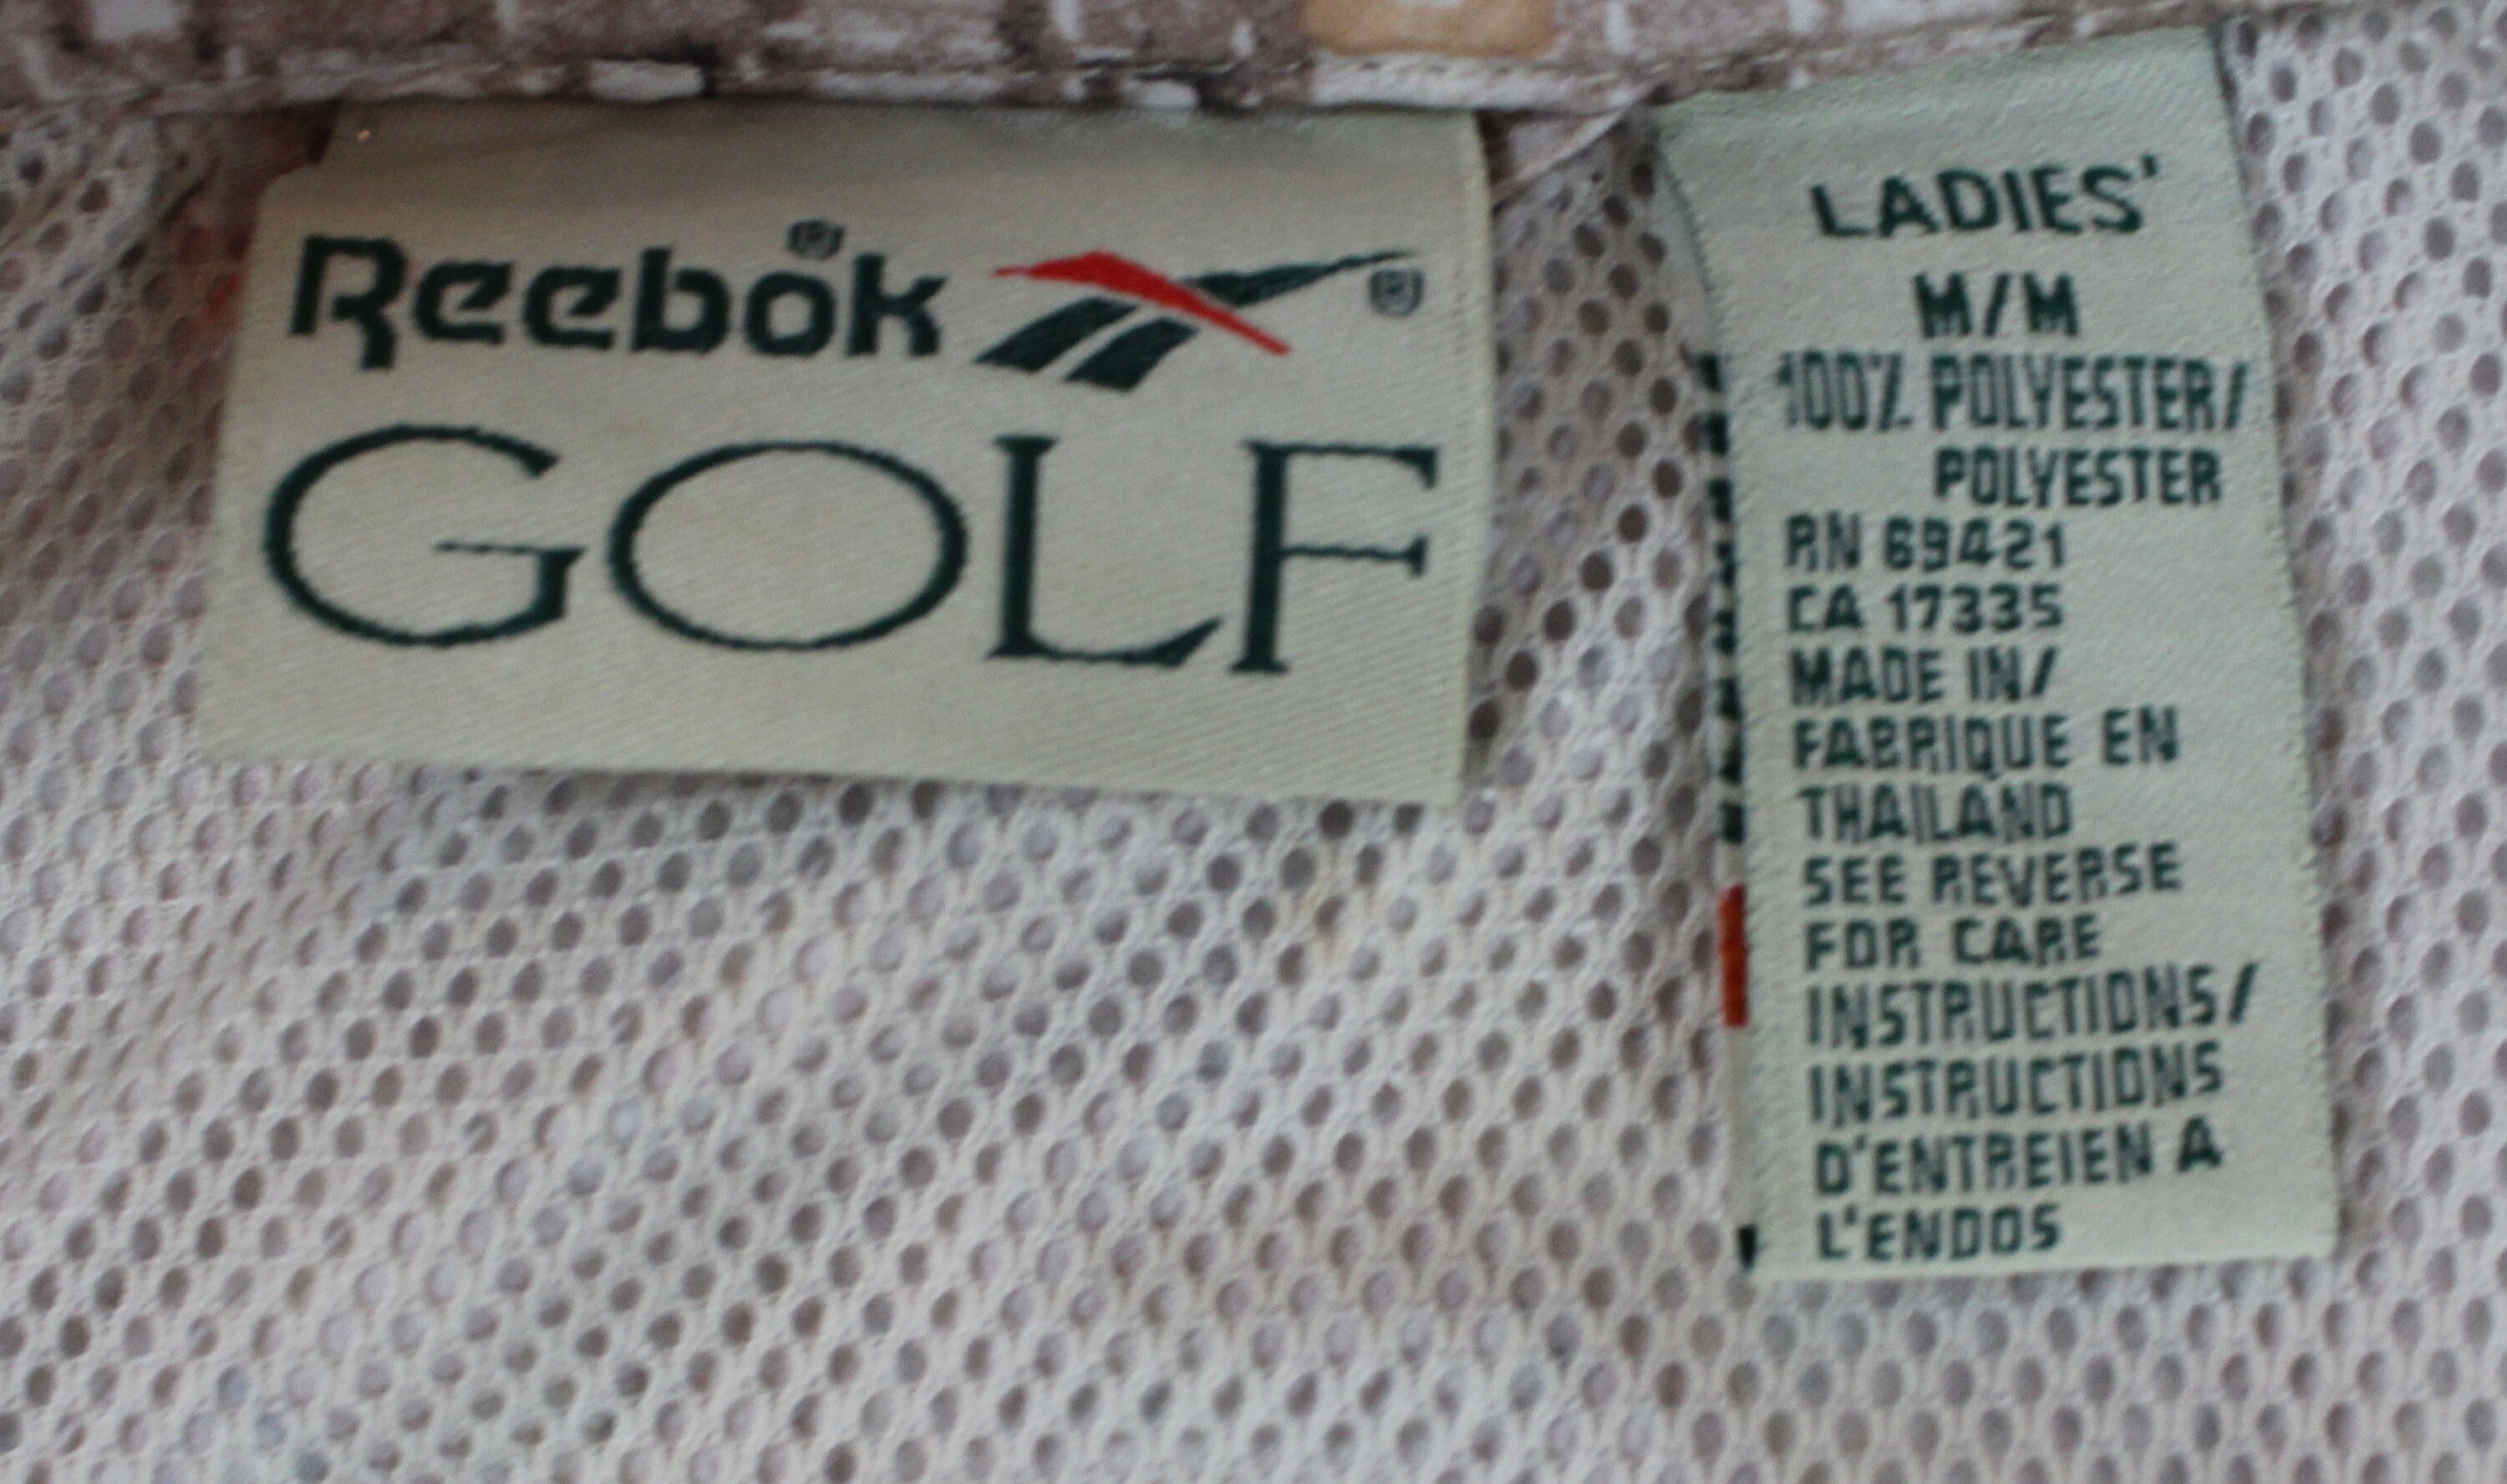 Reebok®
®
GOLF
LADIES'
M/M
100% POLYESTER/
POLYESTER
RN 69421
CA 17335
MADE IN/
FABRIQUE EN
THAILAND
SEE REVERSE
FOR CARE
INSTRUCTIONS/
INSTRUCTIONS
D'ENTREIEN A
L'ENDOS